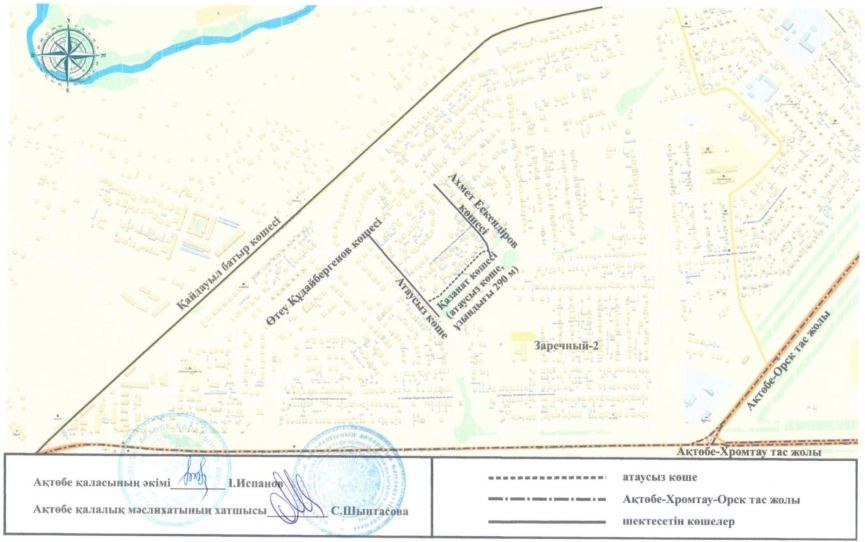 Қайдауыл батыр көшесі
Өтеу Құдайбергенов көшесі
Ахмет Ескендіров
көшесі
Қазанат көшесі
(атаусыз көше,
ұзындығы 290 м)
Атаусыз көше
Заречный-2
Ақтөбе-Орск тас жолы
Ақтөбе-Хромтау тас жолы
Ақтөбе қаласының әкімі І.Испанов
Ақтөбе қалалық мәслихатының хатшысы С.Шынтасова
атаусыз көше
Ақтөбе-Хромтау-Орск тас жолы
шектесетін көшелер